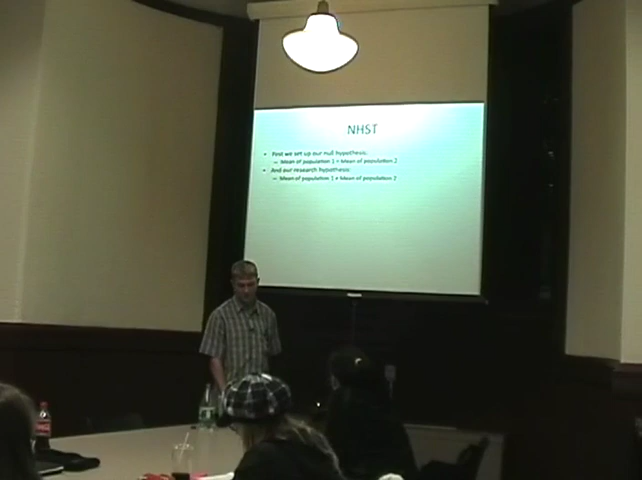 NHST
• First we set up our null hypothesis:
– Mean of population 1 = Mean of population 2
• And our research hypothesis:
– Mean of population 1 ≠ Mean of population 2